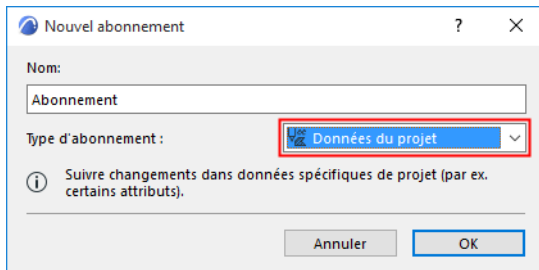 Nouvel abonnement ?
Nom:
Abonnement
Type d'abonnement : Données du projet
Suivre changements dans données spécifiques de projet (par ex.
certains attributs).
Annuler OK